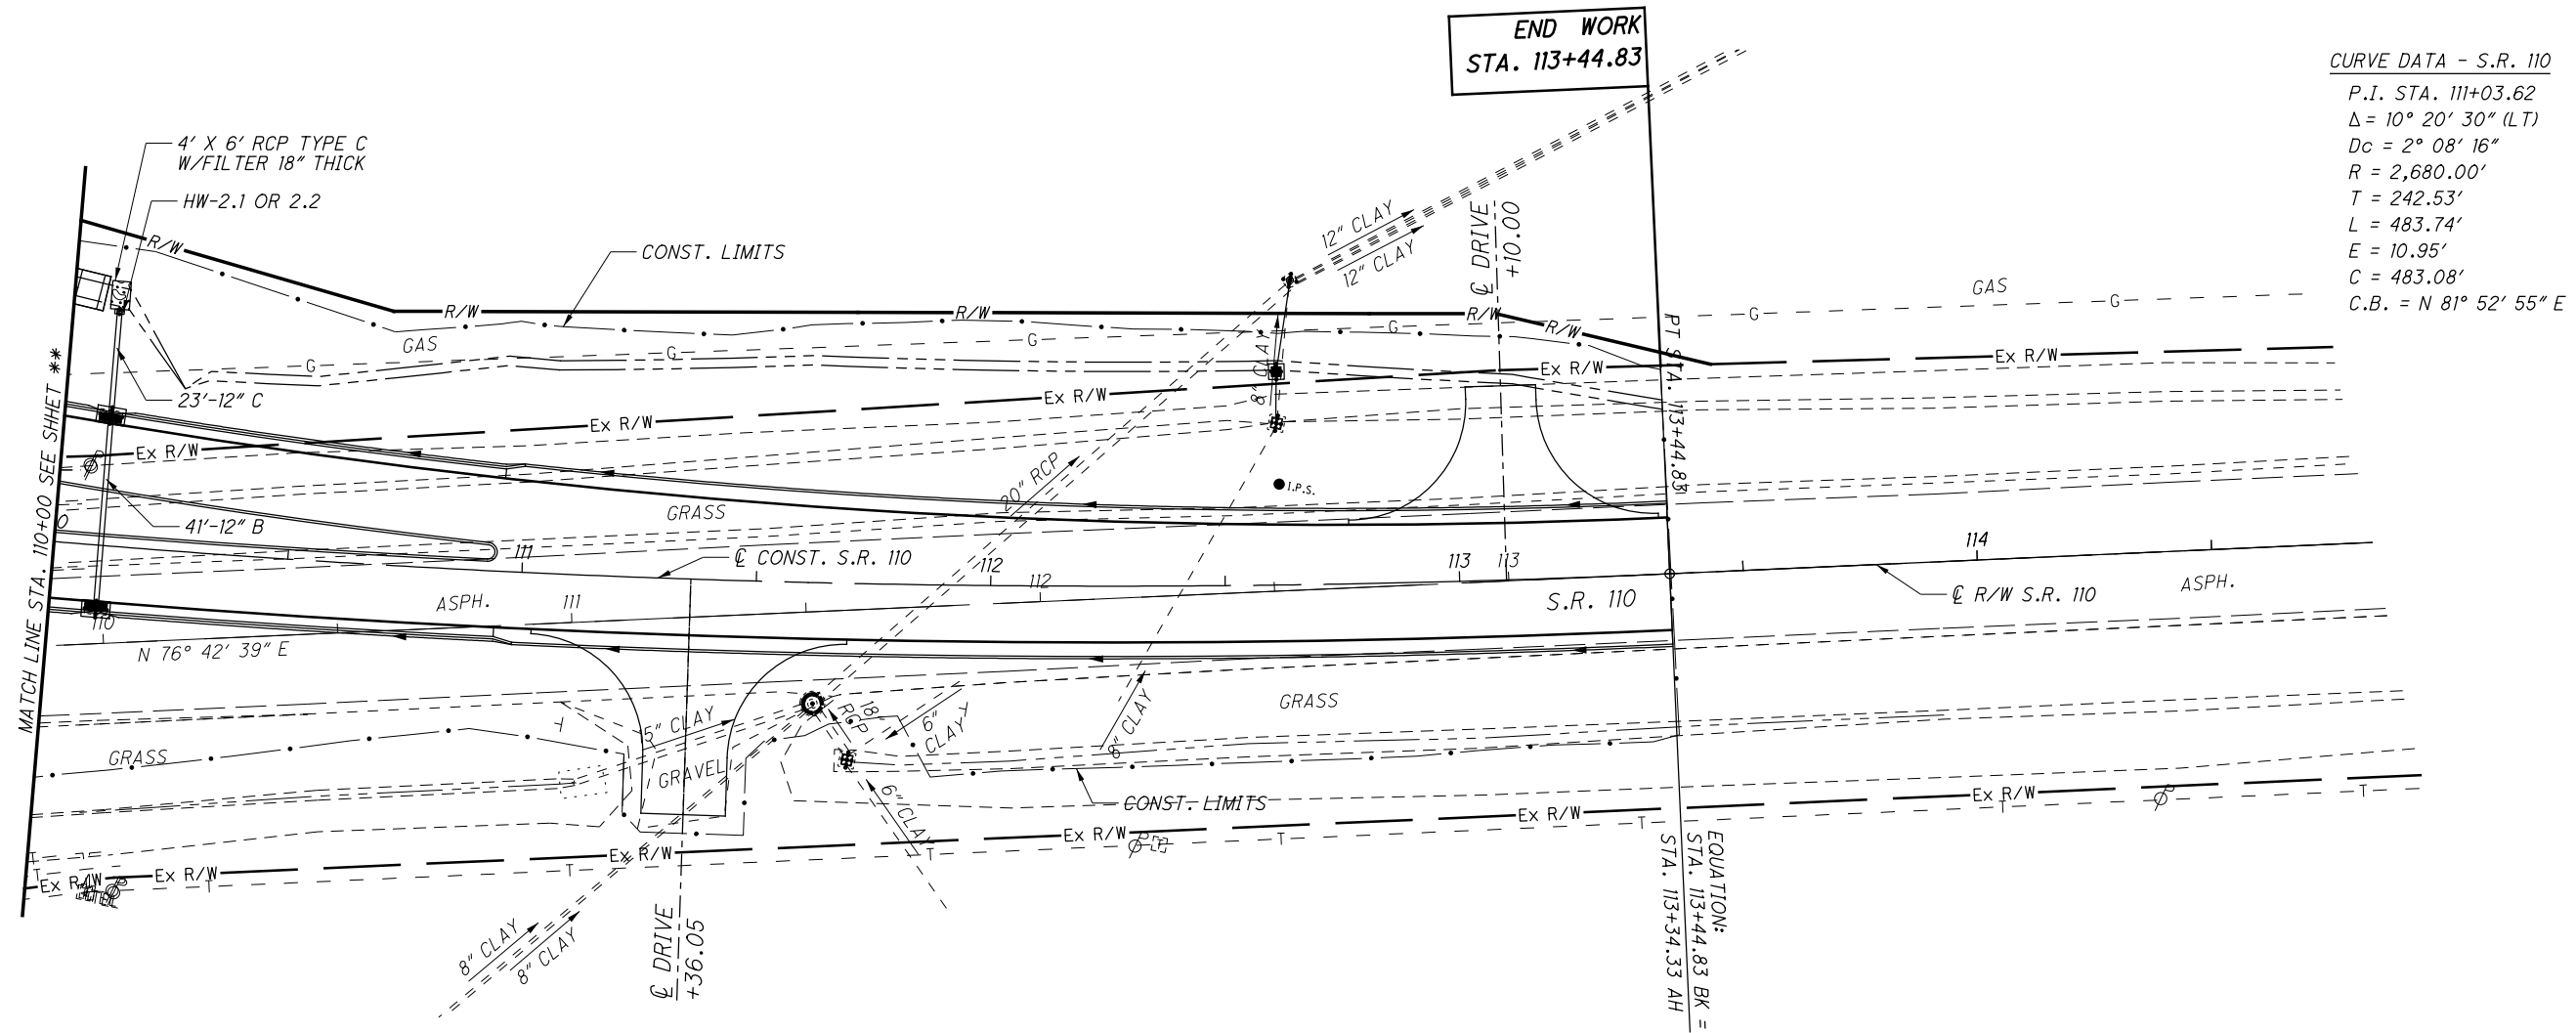 END WORK
STA. 113+44.83
CURVE DATA - S.R. 110
P.I. STA. 111+03.62
Δ = 10° 20' 30" (LT)
Dc = 2° 08' 16"
R = 2,680.00'
T = 242.53'
L = 483.74'
E = 10.95'
C = 483.08'
C.B. = N 81° 52' 55" E
4' X 6' RCP TYPE C
W/FILTER 18" THICK
HW-2.1 OR 2.2
R/W
CONST. LIMITS
12" CLAY
12" CLAY
℄ DRIVE
+10.00
GAS
G
G
R/W
R/W
R/W
R/W
G
G
G
G
GAS
PT STA. 113+44.83
Ex R/W
Ex R/W
Ex R/W
Ex R/W
Ex R/W
8" CLAY
23'-12" C
MATCH LINE STA. 110+00 SEE SHHET **
20" RCP
I.P.S.
41'-12" B
GRASS
0
111
℄ CONST. S.R. 110
112
112
113
113
114
ASPH.
111
S.R. 110
℄ R/W S.R. 110
ASPH.
110
N 76° 42' 39" E
GRASS
15" CLAY
18"
RCP
6"
CLAY
8" CLAY
GRASS
GRAVEL
6" CLAY
CONST. LIMITS
Ex R/W
Ex R/W
Ex R/W
Ex R/W
Ex R/W
Ex R/W
T
T
T
T
T
T
T
T
EQUATION:
STA. 113+44.83 BK =
STA. 113+34.33 AH
8" CLAY
8" CLAY
℄ DRIVE
+36.05